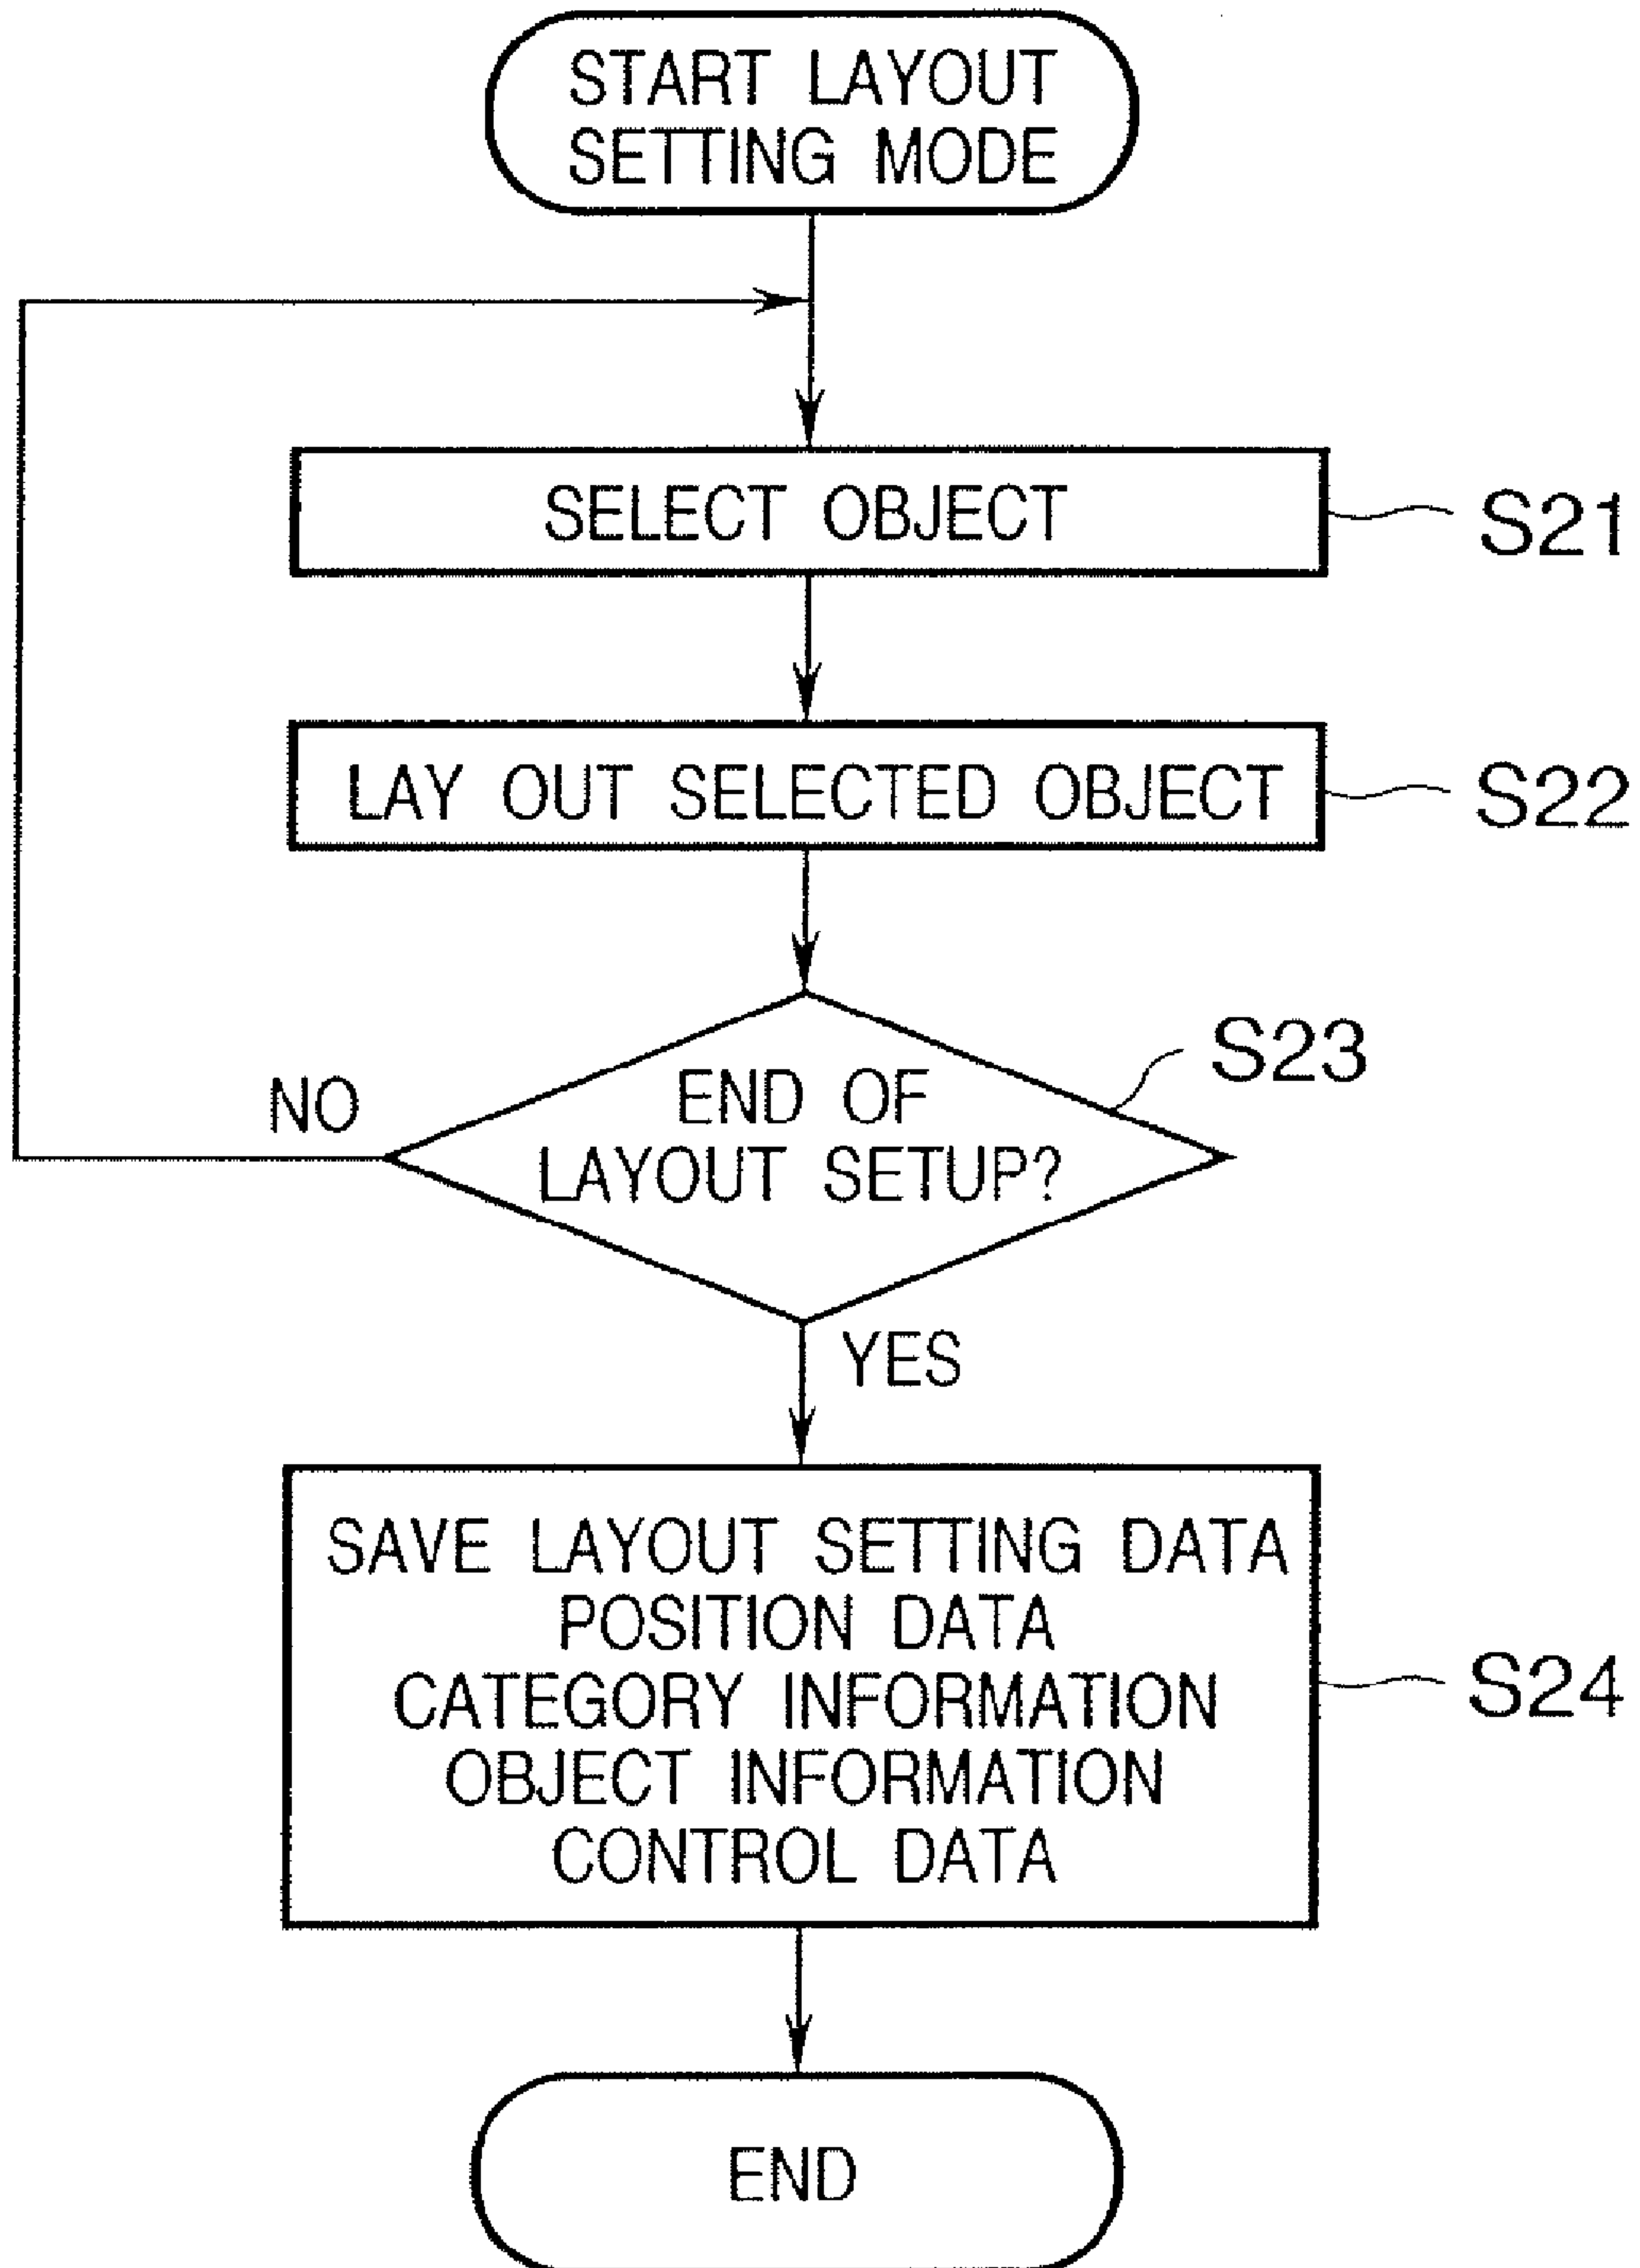 START LAYOUT
SETTING MODE
SELECT OBJECT
S21
LAY OUT SELECTED OBJECT
S22
S23
END OF
LAYOUT SETUP?
NO
YES
SAVE LAYOUT SETTING DATA
POSITION DATA
CATEGORY INFORMATION
OBJECT INFORMATION
CONTROL DATA
S24
END